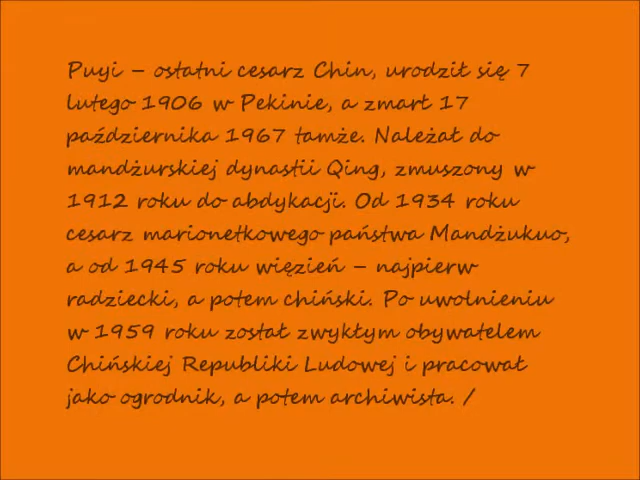 Puyi – ostatni cesarz Chin, urodził się 7
lutego 1906 w Pekinie, a zmarł 17
października 1967 tamże. Należał do
mandżurskiej dynastii Qing, zmuszony w
1912 roku do abdykacji. Od 1934 roku
cesarz marionetkowego państwa Mandżukuo,
a od 1945 roku więzień – najpierw
radziecki, a potem chiński. Po uwolnieniu
w 1959 roku został zwykłym obywatelem
Chińskiej Republiki Ludowej i pracował
jako ogrodnik, a potem archiwista. /